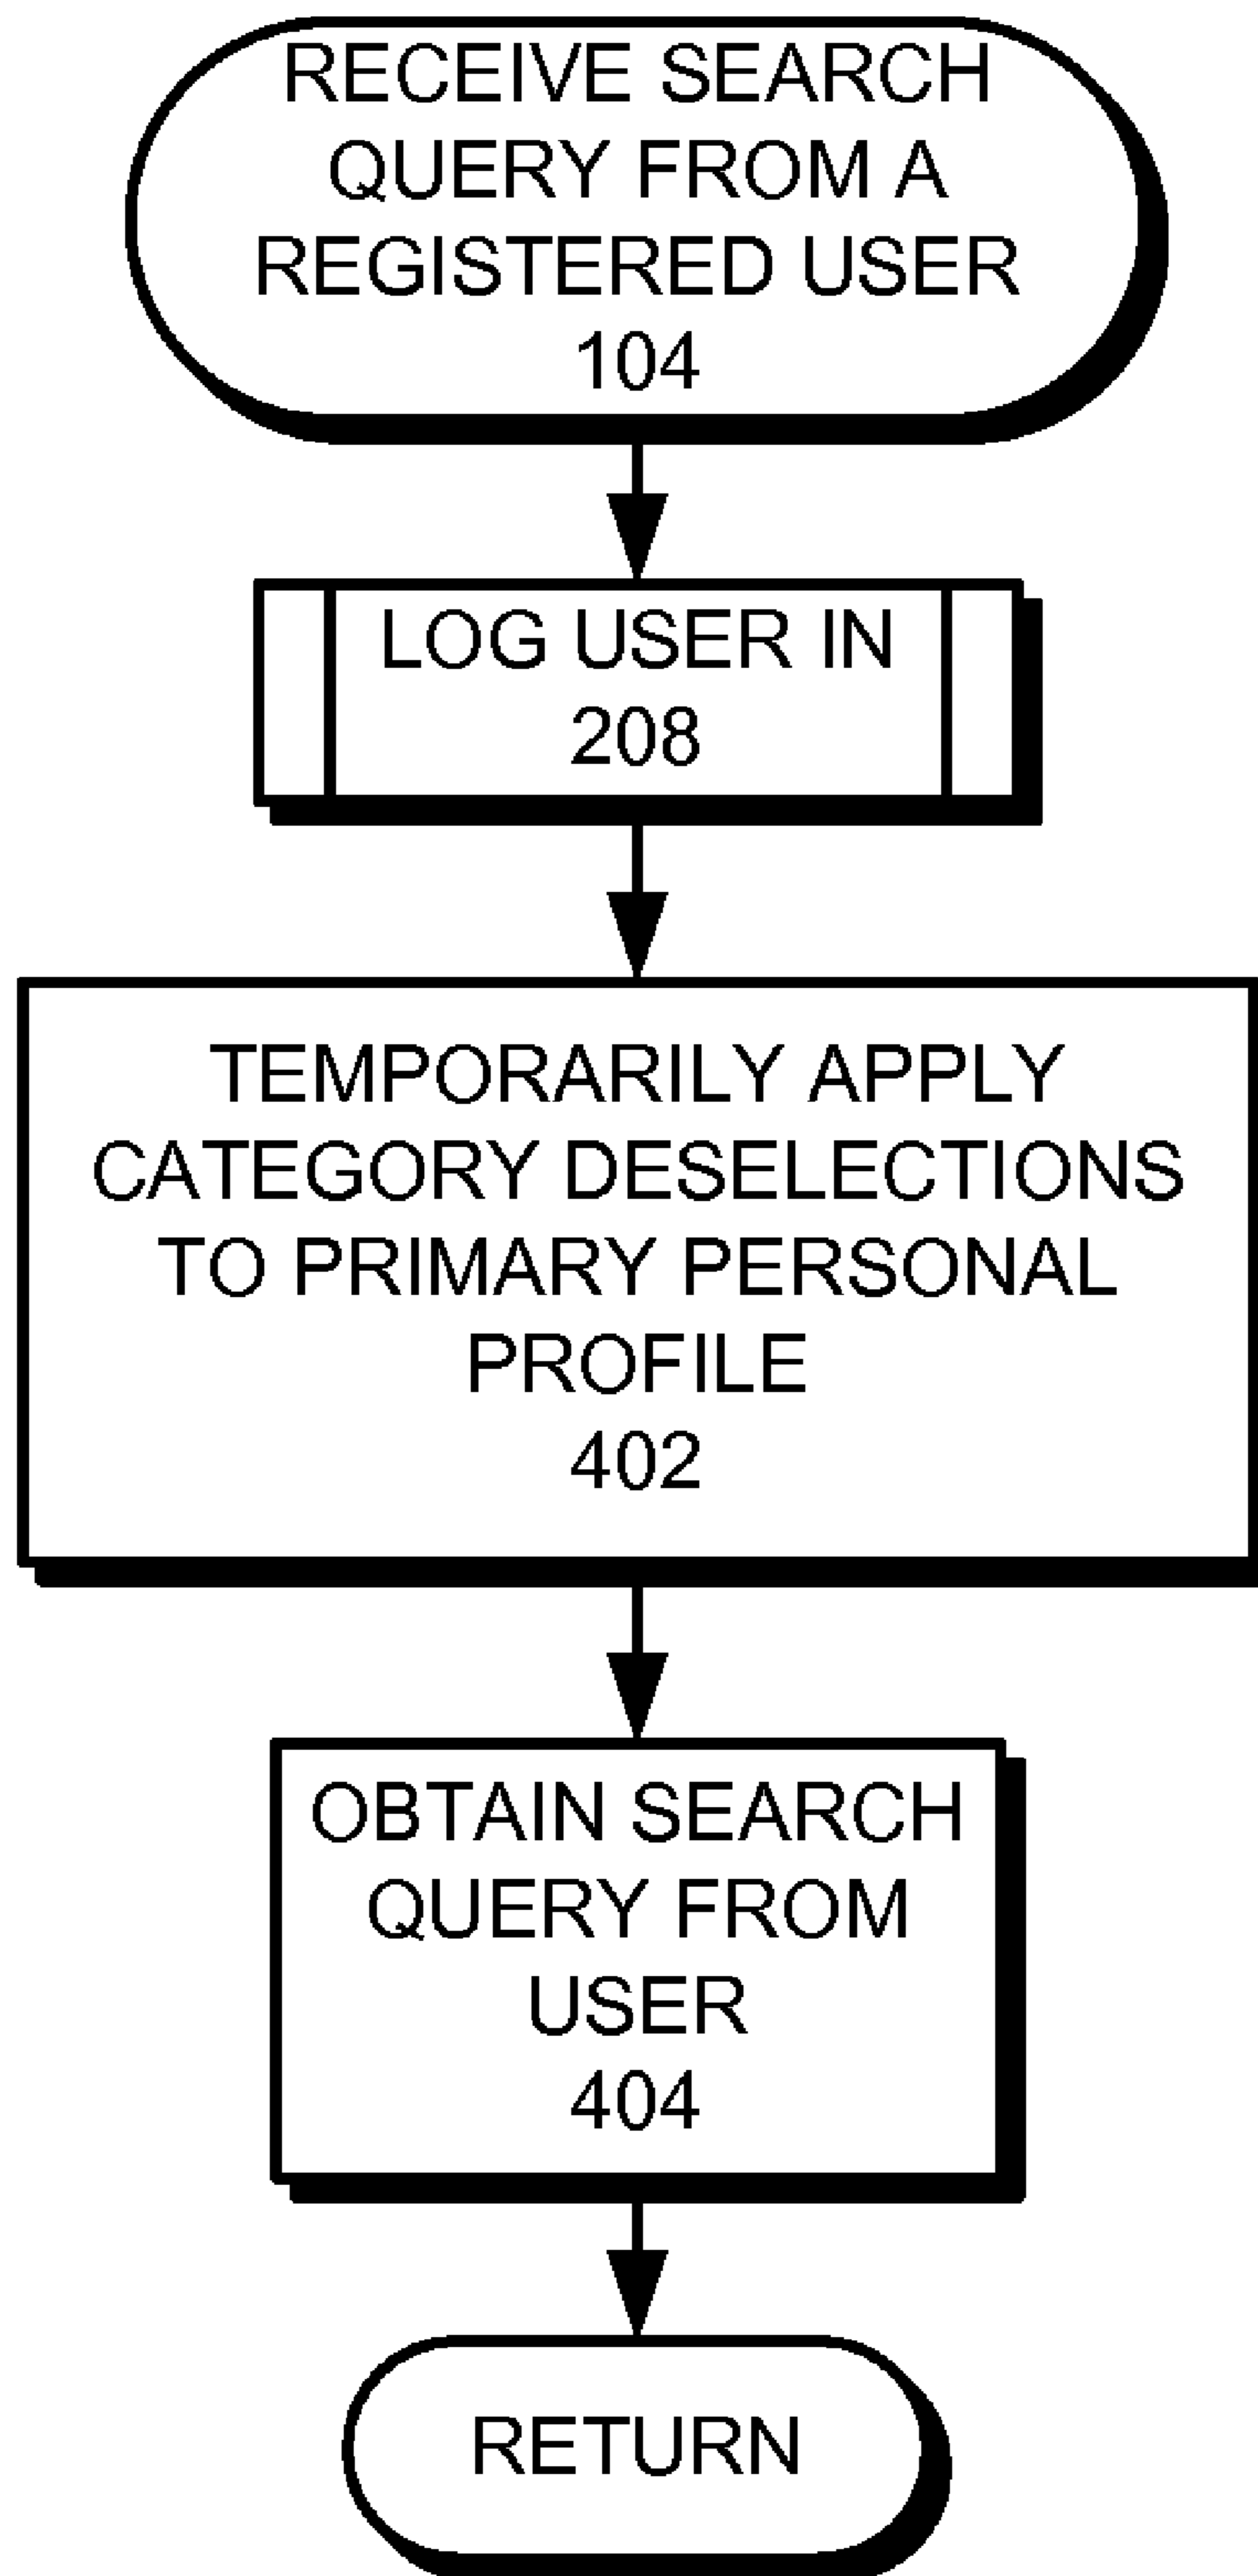 RECEIVE SEARCH
QUERY FROM A
REGISTERED USER
104
LOG USER IN
208
TEMPORARILY APPLY
CATEGORY DESELECTIONS
TO PRIMARY PERSONAL
PROFILE
402
OBTAIN SEARCH
QUERY FROM
USER
404
RETURN